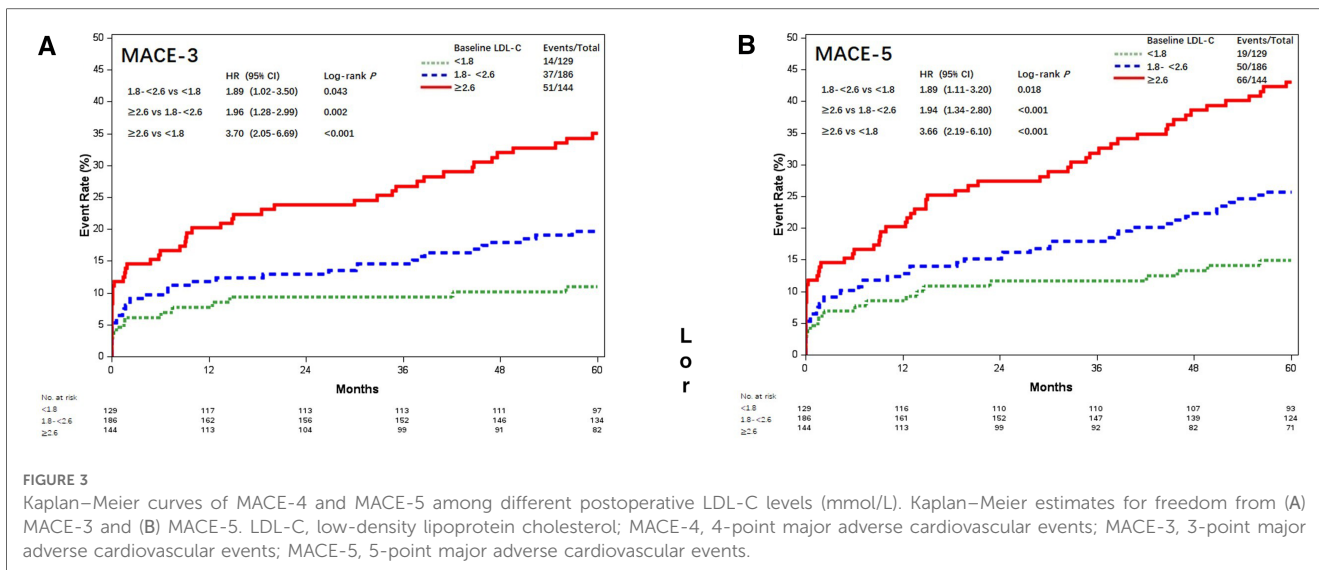 A
MACE-3
Baseline LDL-C Events/Total
<1.8 14/129
1.8- <2.6 37/186
≥2.6 51/144
HR (95% CI) Log-rank P
1.8-<2.6 vs <1.8 1.89 (1.02-3.50) 0.043
≥2.6 vs 1.8-<2.6 1.96 (1.28-2.99) 0.002
≥2.6 vs <1.8 3.70 (2.05-6.69) <0.001
Event Rate (%)
50
45
40
35
30
25
20
15
10
5
0
0 12 24 36 48 60
Months
No. at risk
<1.8 129 117 113 113 111 97
1.8-<2.6 186 162 156 152 146 134
≥2.6 144 113 104 99 91 82
L
o
r
B
MACE-5
Baseline LDL-C Events/Total
<1.8 19/129
1.8- <2.6 50/186
≥2.6 66/144
HR (95% CI) Log-rank P
1.8-<2.6 vs <1.8 1.89 (1.11-3.20) 0.018
≥2.6 vs 1.8-<2.6 1.94 (1.34-2.80) <0.001
≥2.6 vs <1.8 3.66 (2.19-6.10) <0.001
Event Rate (%)
50
45
40
35
30
25
20
15
10
5
0
0 12 24 36 48 60
Months
No. at risk
<1.8 129 116 110 110 107 93
1.8-<2.6 186 161 152 147 139 124
≥2.6 144 113 99 92 82 71
FIGURE 3
Kaplan–Meier curves of MACE-4 and MACE-5 among different postoperative LDL-C levels (mmol/L). Kaplan–Meier estimates for freedom from (A)
MACE-3 and (B) MACE-5. LDL-C, low-density lipoprotein cholesterol; MACE-4, 4-point major adverse cardiovascular events; MACE-3, 3-point major
adverse cardiovascular events; MACE-5, 5-point major adverse cardiovascular events.